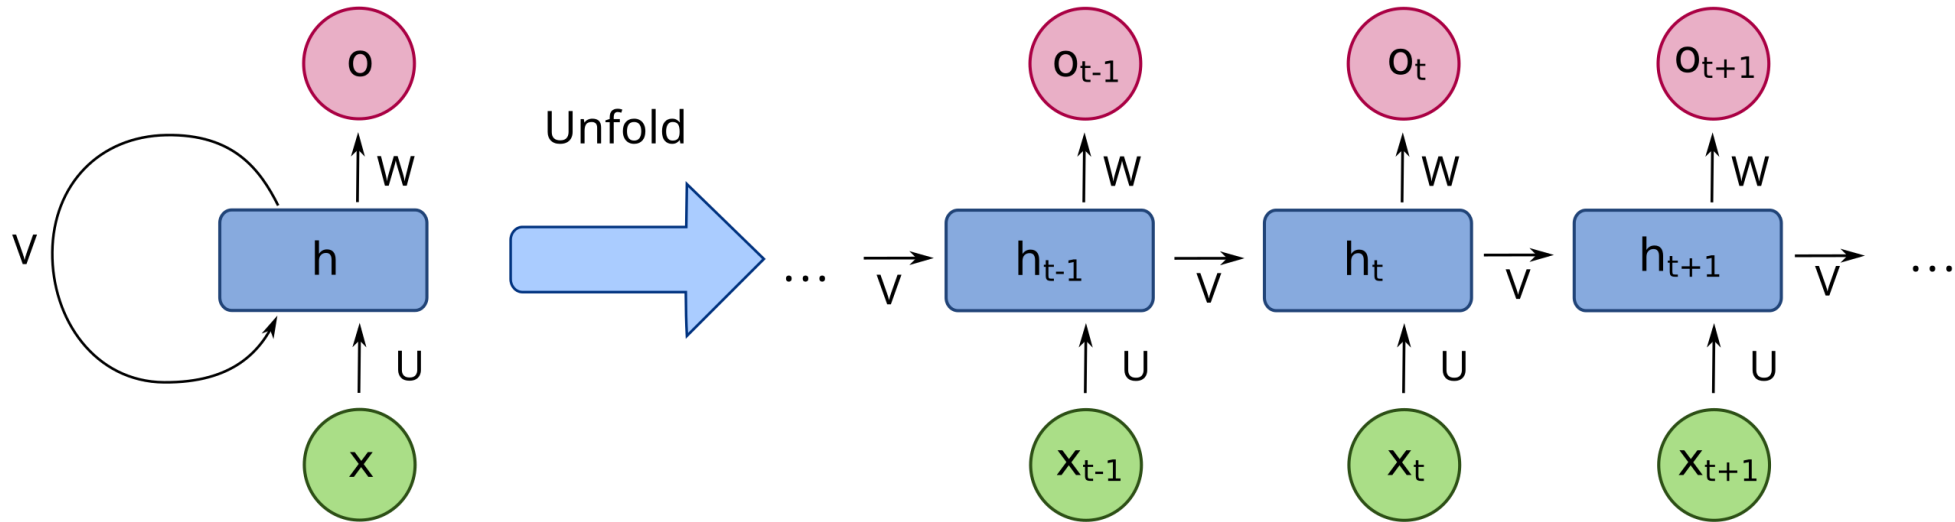 o
W
V
h
U
x
Unfold
...
V
o_{t-1}
W
h_{t-1}
U
x_{t-1}
V
o_t
W
h_t
U
x_t
V
o_{t+1}
W
h_{t+1}
U
x_{t+1}
V
...